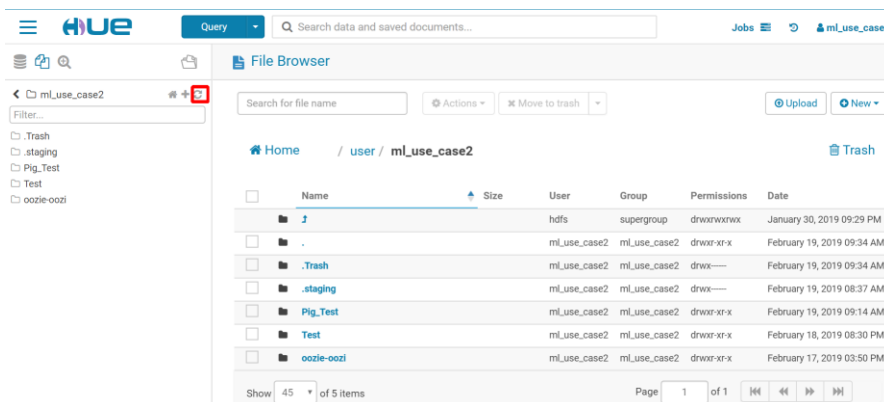 HUE
Query
Search data and saved documents...
Jobs
ml_use_case
File Browser
ml_use_case2
Filter...
.Trash
.staging
Pig_Test
Test
oozie-oozi
Search for file name
Actions
Move to trash
Upload
New
Home / user / ml_use_case2
Trash
Name Size User Group Permissions Date
hdfs supergroup drwxrwxrwx January 30, 2019 09:29 PM
. ml_use_case2 ml_use_case2 drwxr-xr-x February 19, 2019 09:34 AM
.Trash ml_use_case2 ml_use_case2 drwx------ February 19, 2019 09:34 AM
.staging ml_use_case2 ml_use_case2 drwx------ February 19, 2019 08:37 AM
Pig_Test ml_use_case2 ml_use_case2 drwxr-xr-x February 19, 2019 09:14 AM
Test ml_use_case2 ml_use_case2 drwxr-xr-x February 18, 2019 08:30 PM
oozie-oozi ml_use_case2 ml_use_case2 drwxr-xr-x February 17, 2019 03:50 PM
Show 45 of 5 items
Page 1 of 1